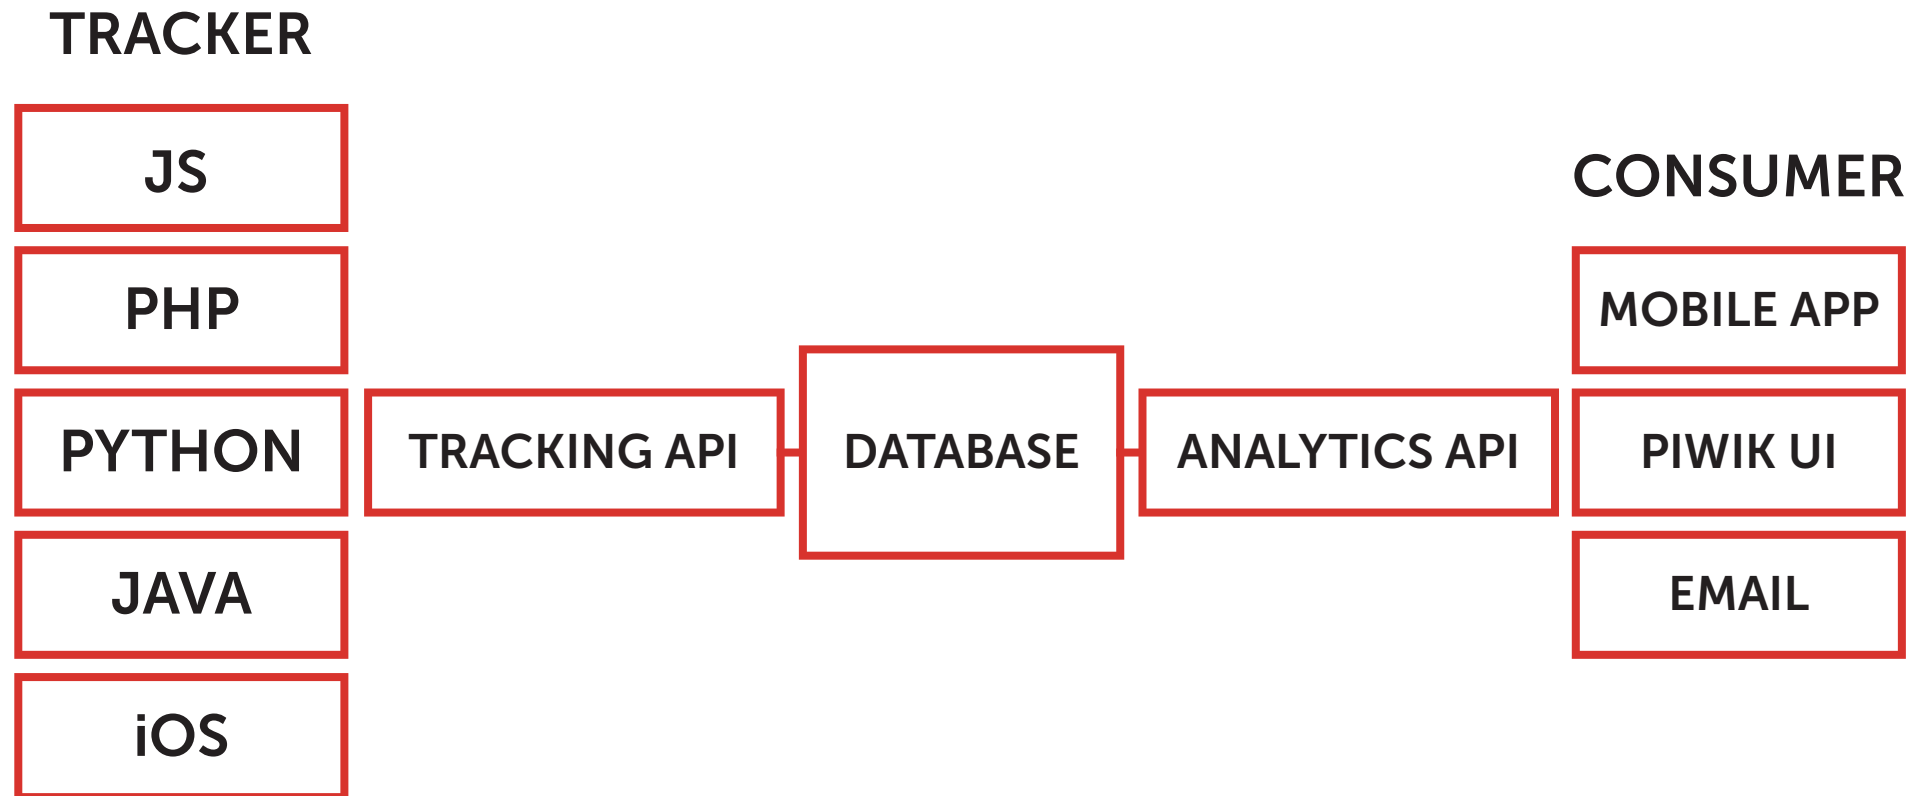 TRACKER
JS
PHP
PYTHON
JAVA
iOS
TRACKING API
DATABASE
ANALYTICS API
CONSUMER
MOBILE APP
PIWIK UI
EMAIL